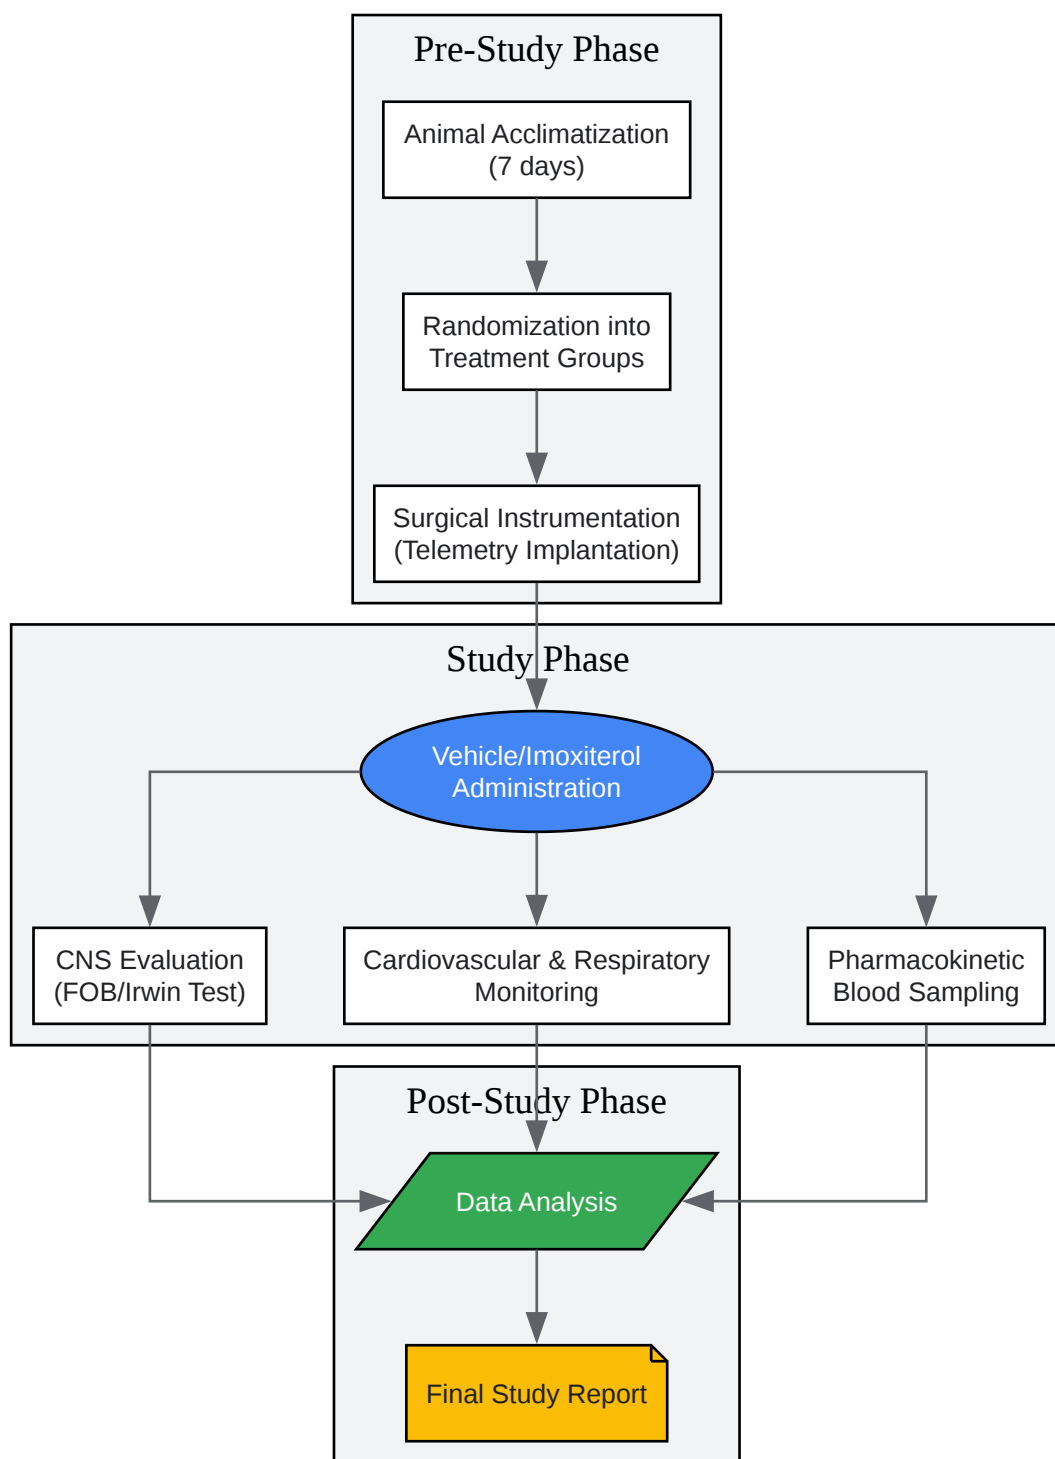 Pre-Study Phase
Animal Acclimatization
(7 days)
Randomization into
Treatment Groups
Surgical Instrumentation
(Telemetry Implantation)
Study Phase
Vehicle/Imoxiterol
Administration
CNS Evaluation
(FOB/Irwin Test)
Cardiovascular & Respiratory
Monitoring
Pharmacokinetic
Blood Sampling
Post-Study Phase
Data Analysis
Final Study Report